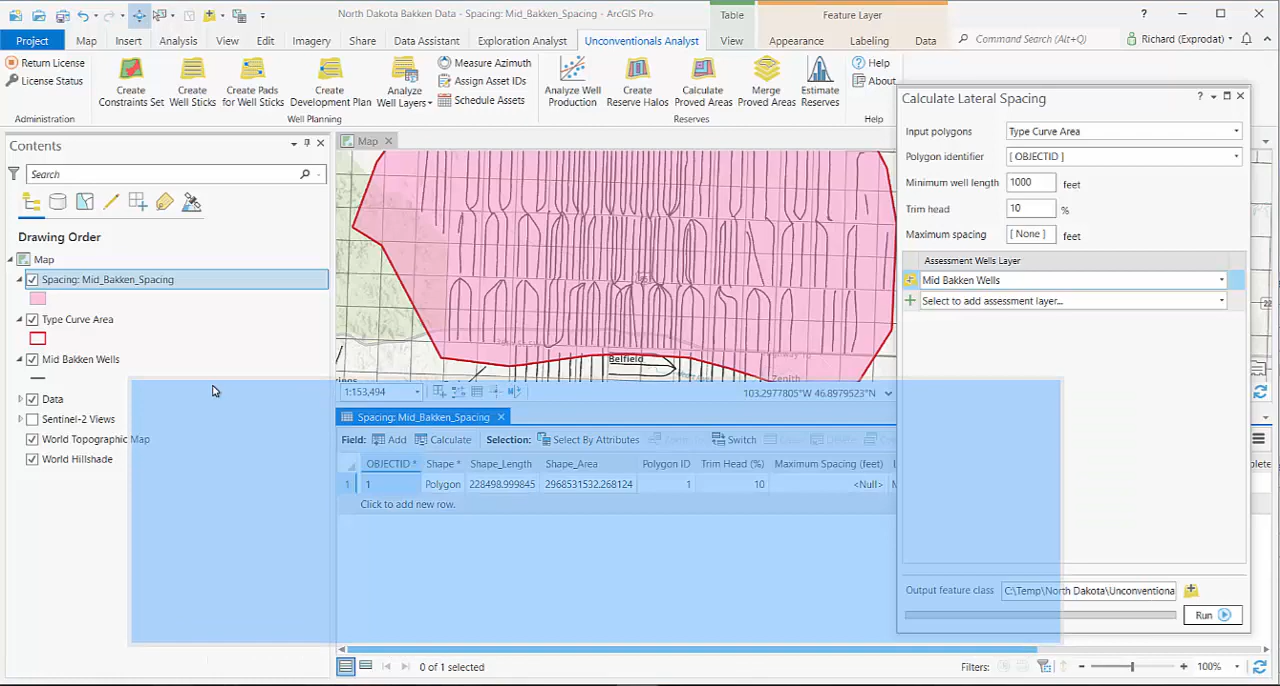 North Dakota Bakken Data - Spacing: Mid_Bakken_Spacing - ArcGIS Pro
Table
Feature Layer
?
Project
Map
Insert
Analysis
View
Edit
Imagery
Share
Data Assistant
Exploration Analyst
Unconventionals Analyst
View
Appearance
Labeling
Data
Command Search (Alt+Q)
Richard (Exprodat)
Return License
License Status
Administration
Create Constraints Set
Create Well Sticks
Create Pads for Well Sticks
Create Development Plan
Analyze Well Layers
Measure Azimuth
Assign Asset IDs
Schedule Assets
Well Planning
Analyze Well Production
Create Reserve Halos
Calculate Proved Areas
Merge Proved Areas
Estimate Reserves
Reserves
Help
About
Help
Contents
Search
Drawing Order
Map
Spacing: Mid_Bakken_Spacing
Type Curve Area
Mid Bakken Wells
Data
Sentinel-2 Views
World Topographic Map
World Hillshade
Map
Belfield
Zenith
1:153,494
103.2977805°W 46.8979523°N
Spacing: Mid_Bakken_Spacing
Field:
Add
Calculate
Selection:
Select By Attributes
Switch
OBJECTID *
Shape *
Shape_Length
Shape_Area
Polygon ID
Trim Head (%)
Maximum Spacing (feet)
1
1
Polygon
228498.999845
2968531532.268124
1
10
<Null>
Click to add new row.
0 of 1 selected
Filters:
100%
Calculate Lateral Spacing
?
Input polygons
Type Curve Area
Polygon identifier
[ OBJECTID ]
Minimum well length
1000
feet
Trim head
10
%
Maximum spacing
[ None ]
feet
Assessment Wells Layer
Mid Bakken Wells
Select to add assessment layer...
Output feature class
C:\Temp\North Dakota\Unconventiona
Run